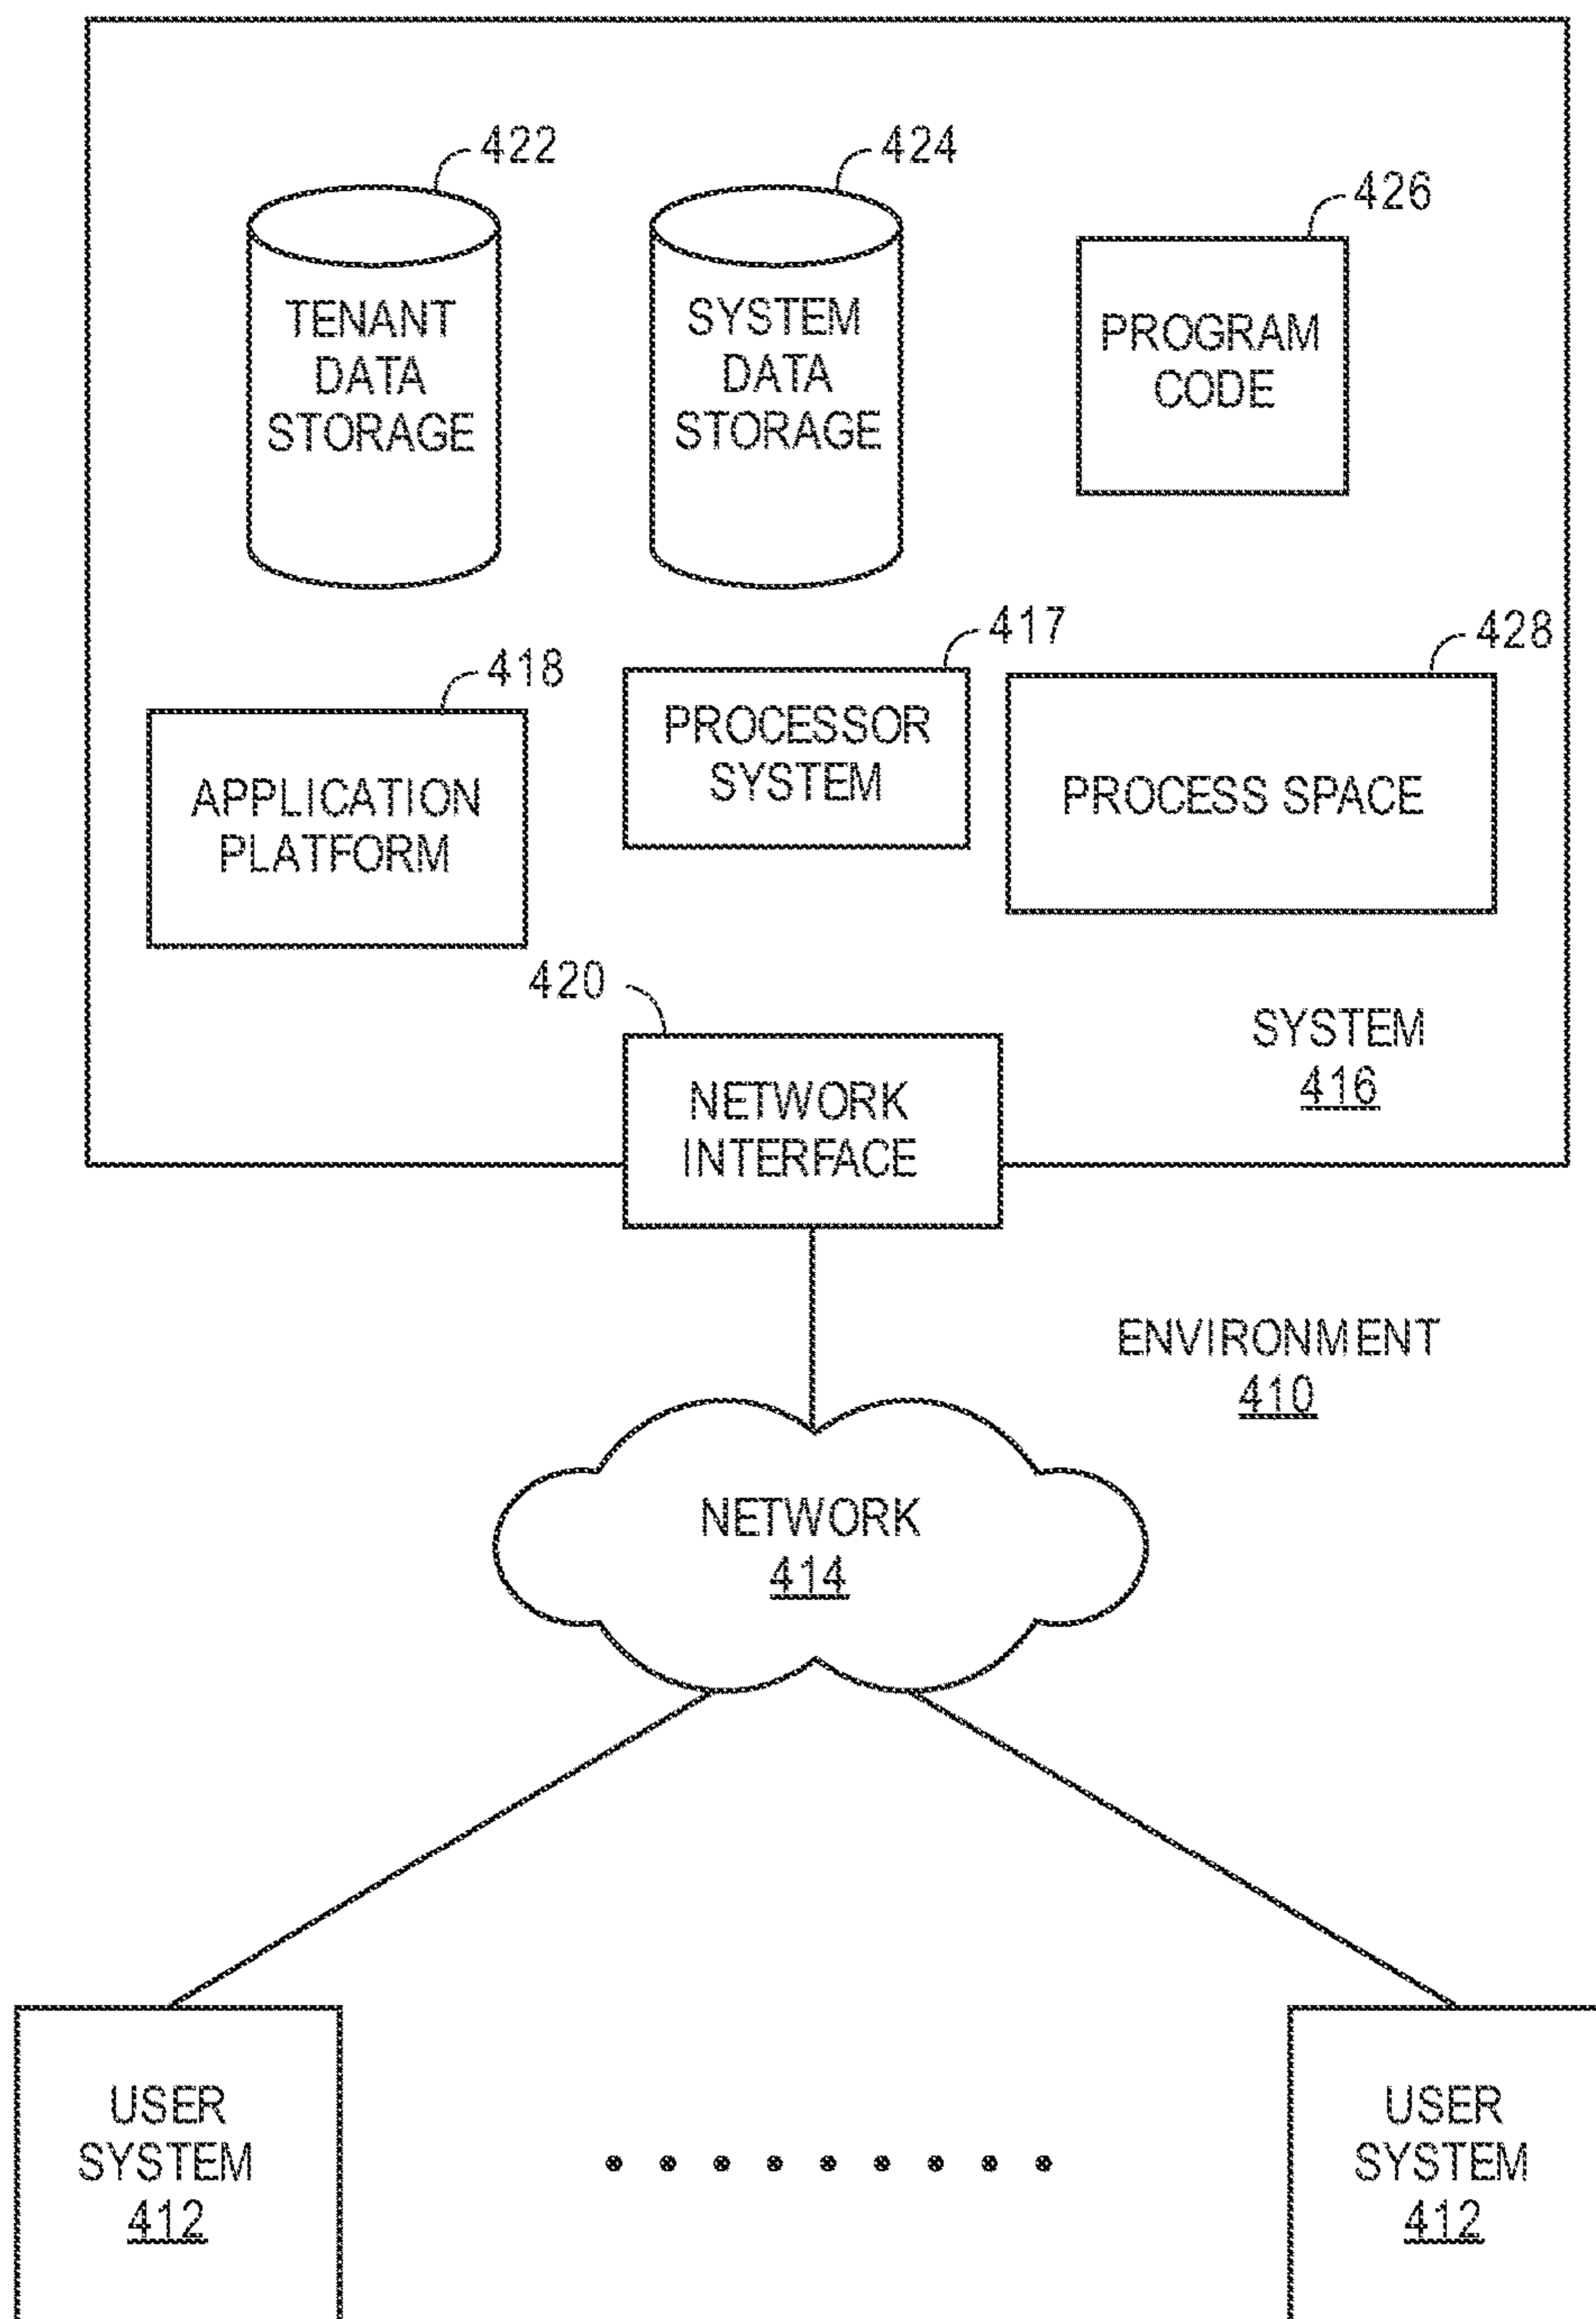 422
424
426
TENANT
DATA
STORAGE
SYSTEM
DATA
STORAGE
PROGRAM
CODE
418
417
428
APPLICATION
PLATFORM
PROCESSOR
SYSTEM
PROCESS SPACE
420
NETWORK
INTERFACE
SYSTEM
416
ENVIRONMENT
410
NETWORK
414
USER
SYSTEM
412
USER
SYSTEM
412